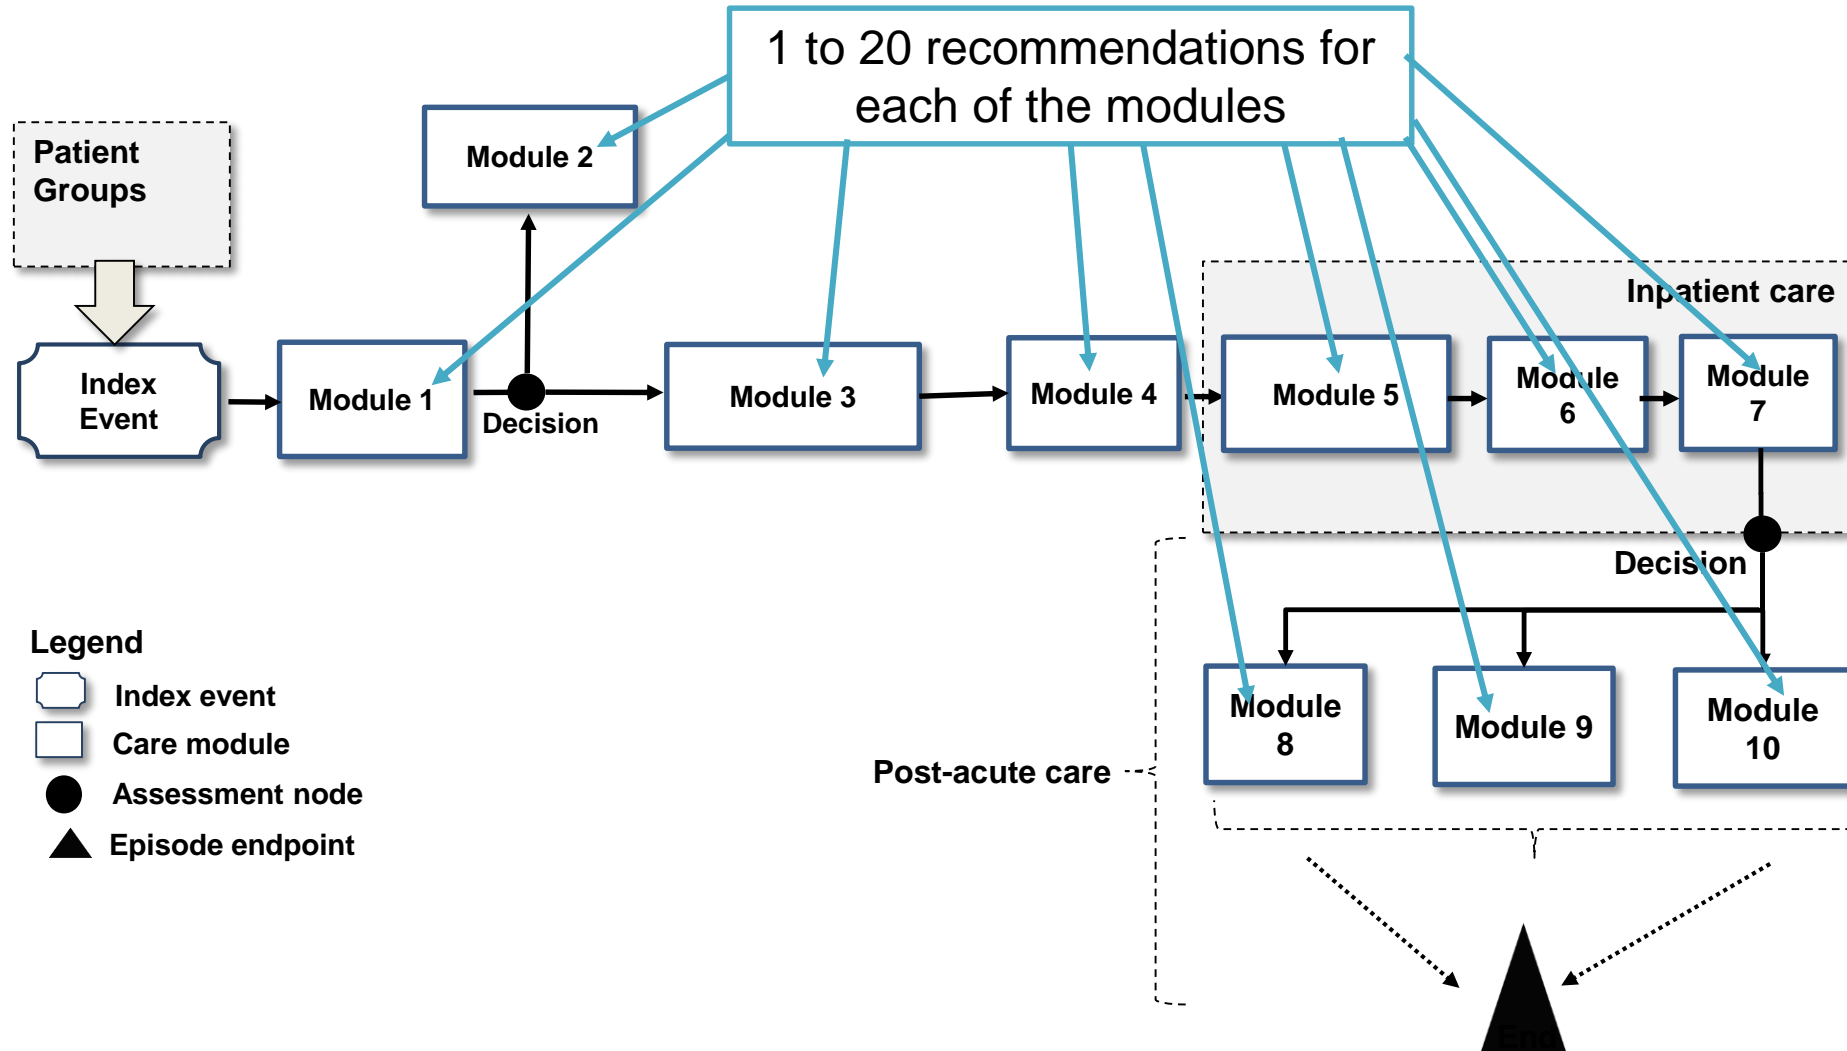 1 to 20 recommendations for
each of the modules
Patient
Groups
Module 2
Inpatient care
Index
Event
Module 1
Decision
Module 3
Module 4
Module 5
Module
6
Module
7
Decision
Legend
Index event
Care module
Assessment node
Episode endpoint
Post-acute care
Module
8
Module 9
Module
10
End